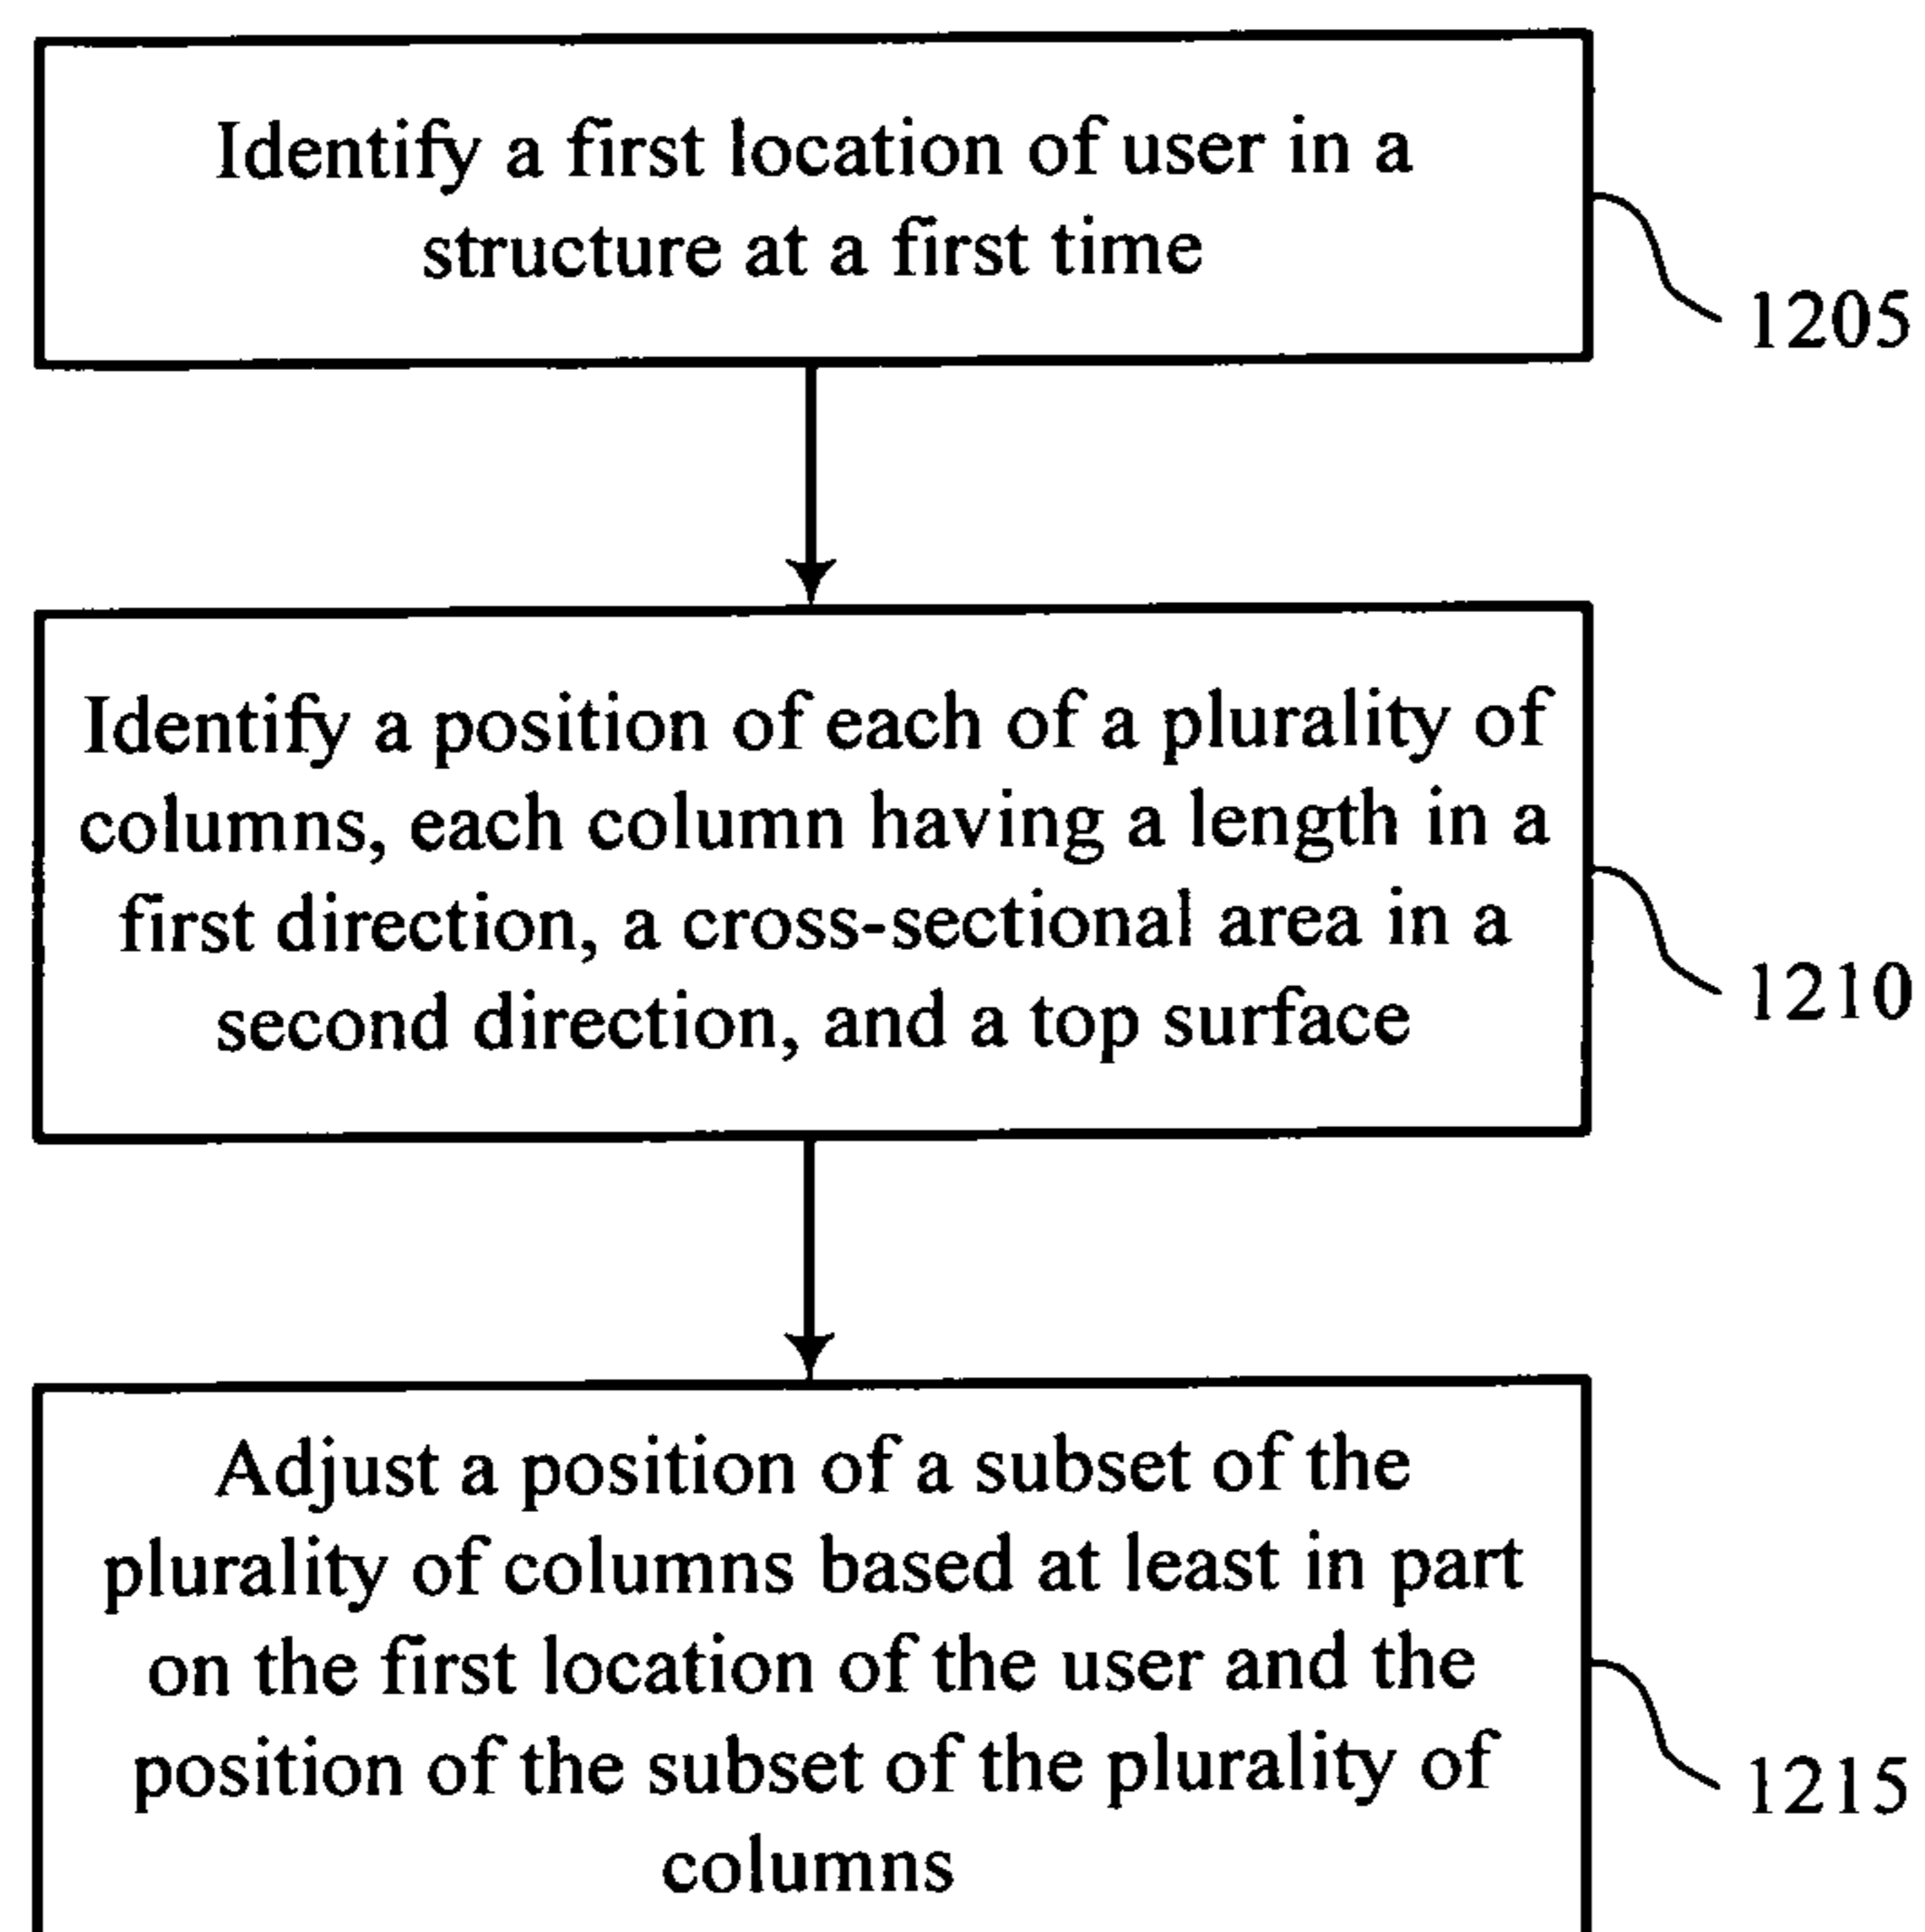 Identify a first location of user in a
structure at a first time
1205
Identify a position of each of a plurality of
columns, each column having a length in a
first direction, a cross-sectional area in a
second direction, and a top surface
1210
Adjust a position of a subset of the
plurality of columns based at least in part
on the first location of the user and the
position of the subset of the plurality of
columns
1215